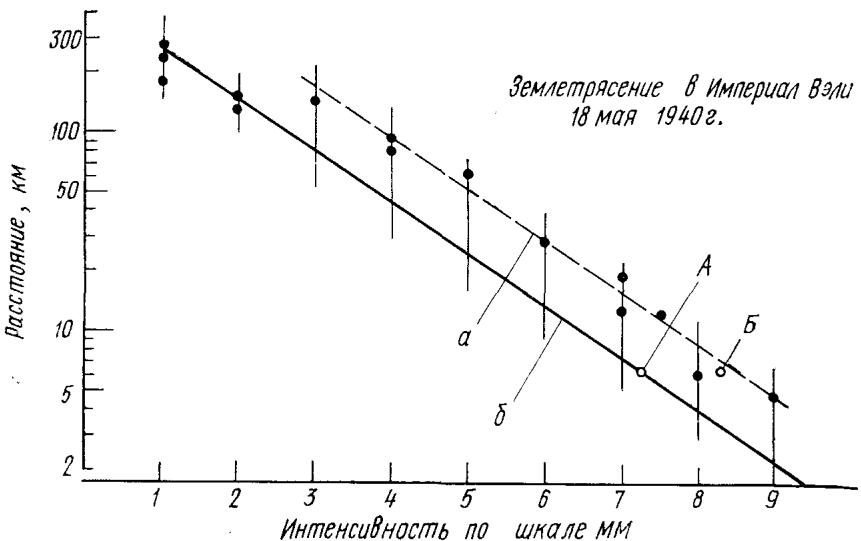 300
100
50
10
5
2
Расстояние, км
Землетрясение в Империал Вэли
18 мая 1940г.
А
Б
а
б
1 2 3 4 5 6 7 8 9
Интенсивность по шкале ММ